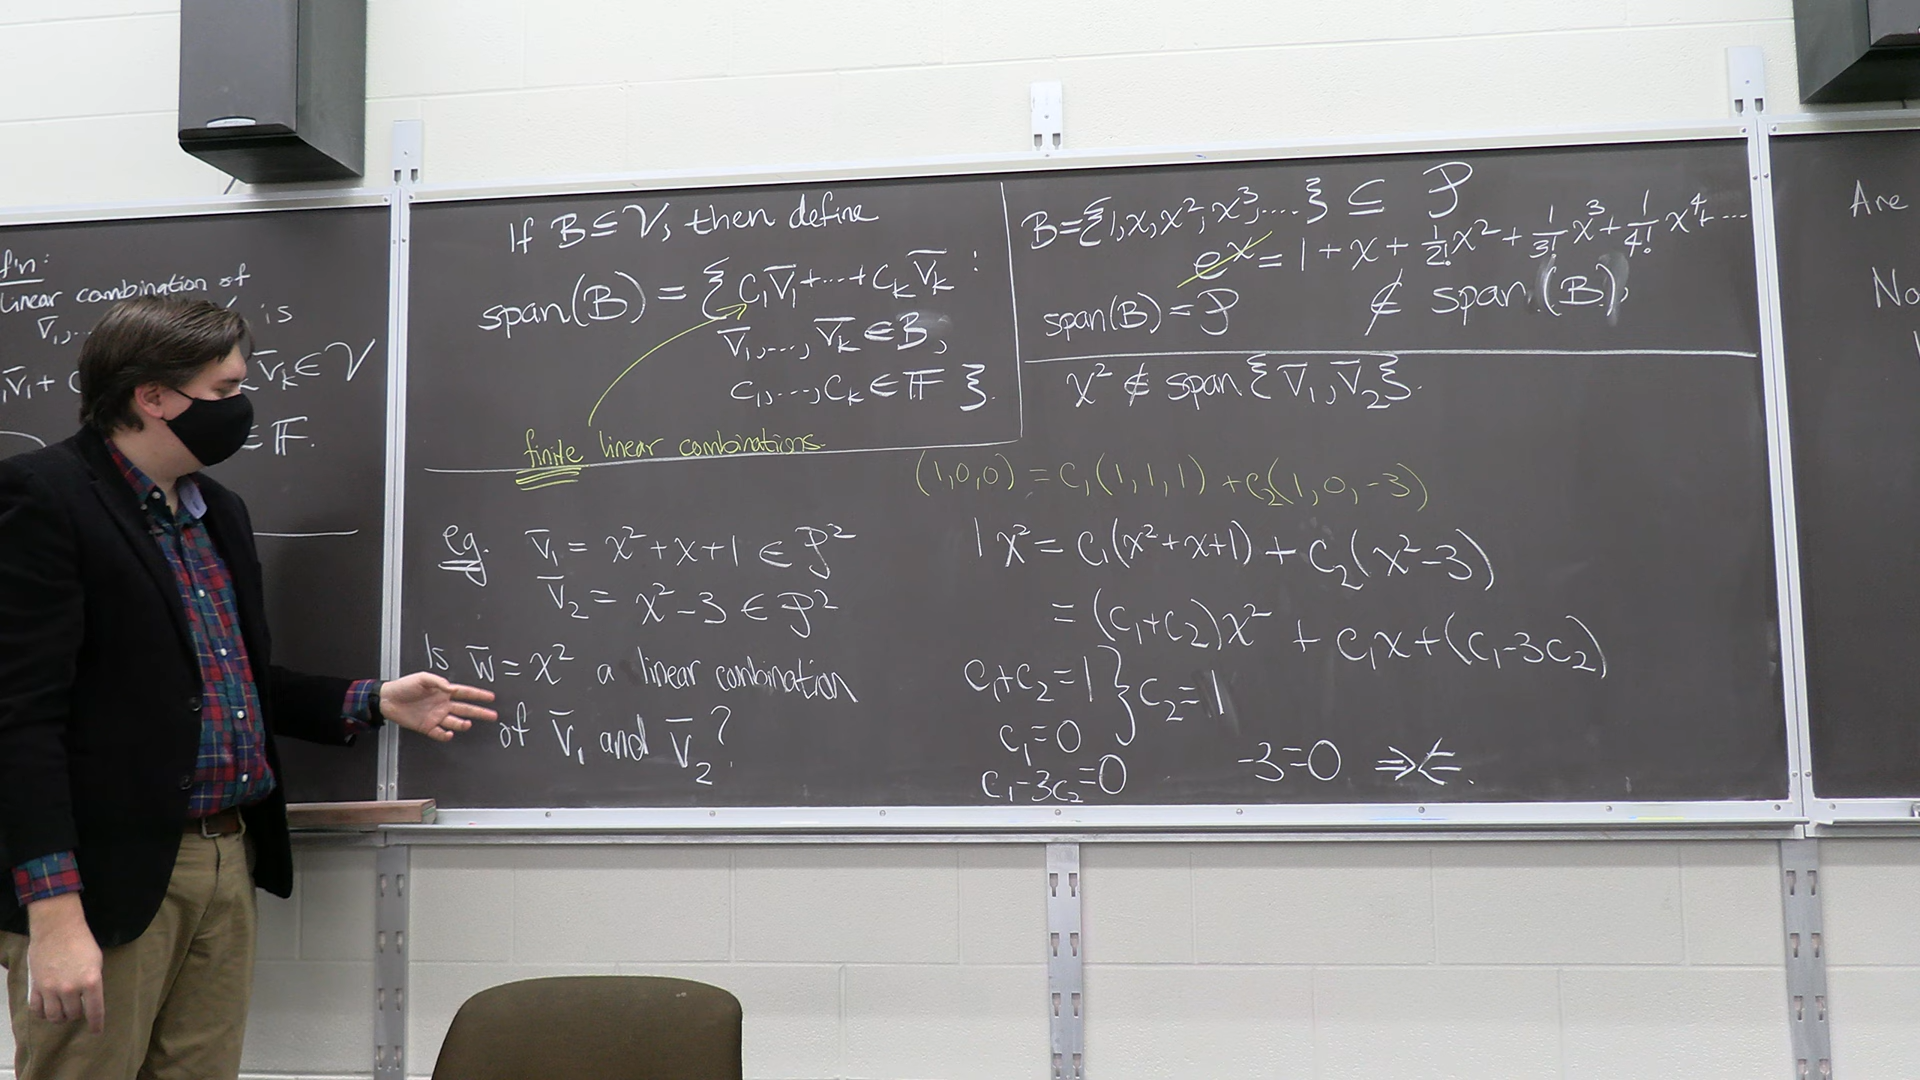 f'n:
linear combination of
v̄₁,... is
v̄₁ + c v̄ₖ ∈ V
∈ 𝔽.
If B ⊆ V, then define
span(B) = { c₁v̄₁ + ... + cₖv̄ₖ :
v̄₁, ..., v̄ₖ ∈ B,
c₁, ..., cₖ ∈ 𝔽 }.
finite linear combinations.
eg. v̄₁ = x² + x + 1 ∈ P²
v̄₂ = x² - 3 ∈ P²
Is w̄ = x² a linear combination
of v̄₁ and v̄₂?
B = {1, x, x², x³, ....} ⊆ P
eˣ = 1 + x + 1/2! x² + 1/3! x³ + 1/4! x⁴ + ...
span(B) = P ∉ span(B),
x² ∉ span{v̄₁, v̄₂}.
(1,0,0) = c₁(1,1,1) + c₂(1,0,-3)
1x² = c₁(x²+x+1) + c₂(x²-3)
= (c₁+c₂)x² + c₁x + (c₁-3c₂)
c₁+c₂=1 } c₂=1
c₁=0
c₁-3c₂=0 -3=0 ⇒⇐.
Are
No